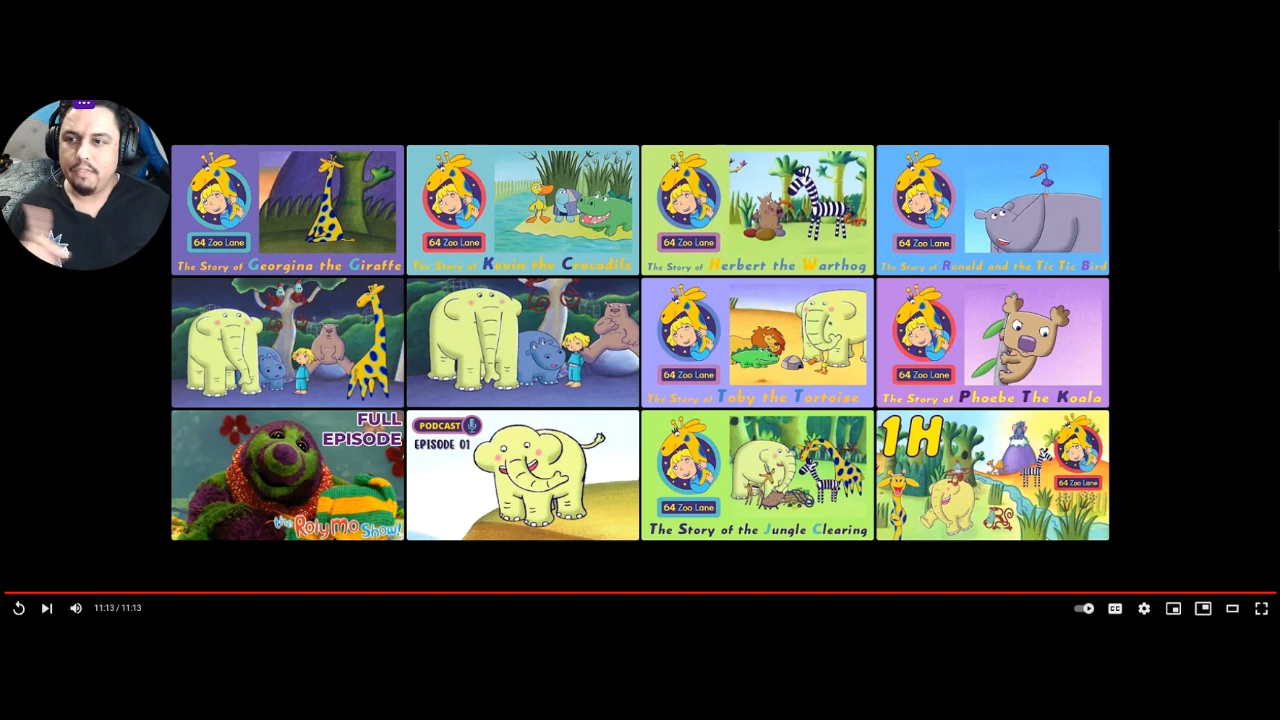 64 Zoo Lane
The Story of Georgina the Giraffe
64 Zoo Lane
The Story of Kevin the Crocodile
64 Zoo Lane
The Story of Herbert the Warthog
64 Zoo Lane
The Story of Ronald and the Tic Tic Bird
64 Zoo Lane
The Story of Toby the Tortoise
64 Zoo Lane
The Story of Phoebe The Koala
FULL
EPISODE
the Roly mo Show!
PODCAST
EPISODE 01
64 Zoo Lane
The Story of the Jungle Clearing
1H
64 Zoo Lane
11:13 / 11:13
CC